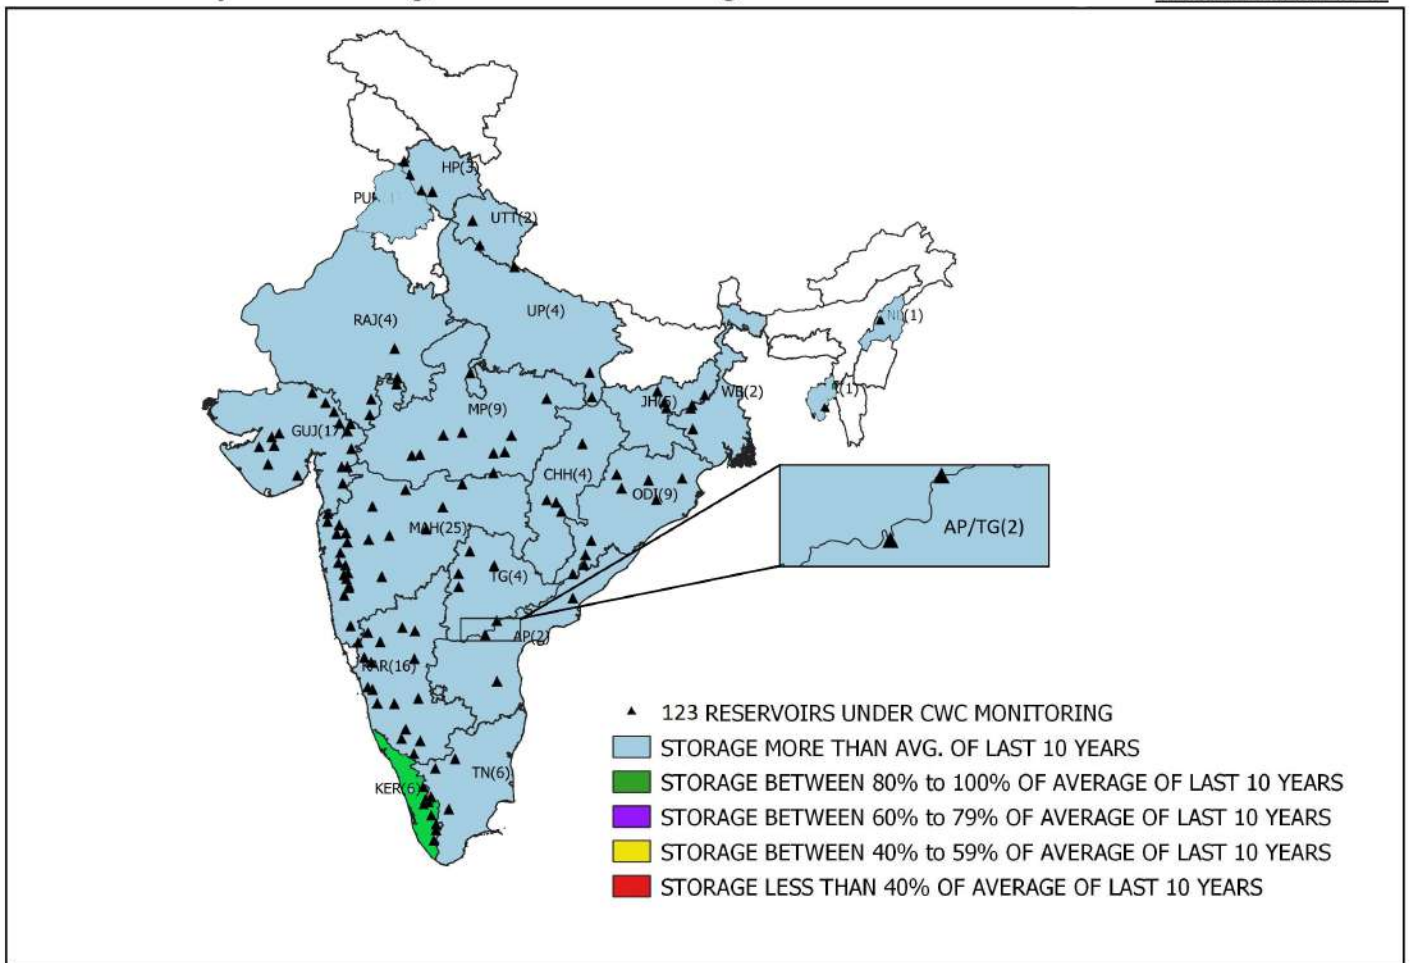 HP(3)
UTT(2)
RAJ(4)
UP(4)
(1)
(1)
WB(2)
MP(9)
GUJ(17)
CHH(4)
ODI(9)
MAH(25)
TG(4)
AP/TG(2)
AP(2)
KAR(16)
TN(6)
KER(6)
123 RESERVOIRS UNDER CWC MONITORING
STORAGE MORE THAN AVG. OF LAST 10 YEARS
STORAGE BETWEEN 80% to 100% OF AVERAGE OF LAST 10 YEARS
STORAGE BETWEEN 60% to 79% OF AVERAGE OF LAST 10 YEARS
STORAGE BETWEEN 40% to 59% OF AVERAGE OF LAST 10 YEARS
STORAGE LESS THAN 40% OF AVERAGE OF LAST 10 YEARS